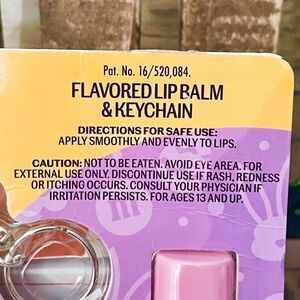 Pat. No. 16/520,084.
FLAVORED LIP BALM
& KEYCHAIN
DIRECTIONS FOR SAFE USE:
APPLY SMOOTHLY AND EVENLY TO LIPS.
CAUTION: NOT TO BE EATEN. AVOID EYE AREA. FOR
EXTERNAL USE ONLY. DISCONTINUE USE IF RASH, REDNESS
OR ITCHING OCCURS. CONSULT YOUR PHYSICIAN IF
IRRITATION PERSISTS. FOR AGES 13 AND UP.
m